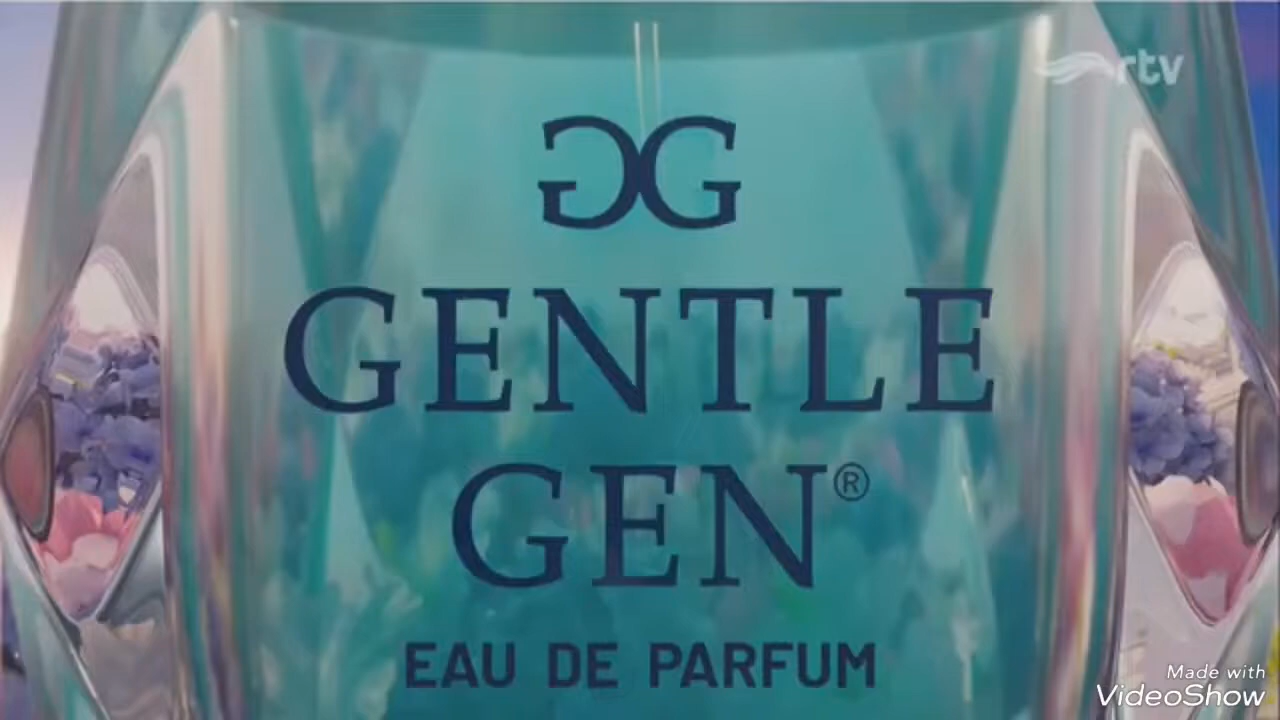 rtv
GG
GENTLE
GEN®
EAU DE PARFUM
Made with
VideoShow